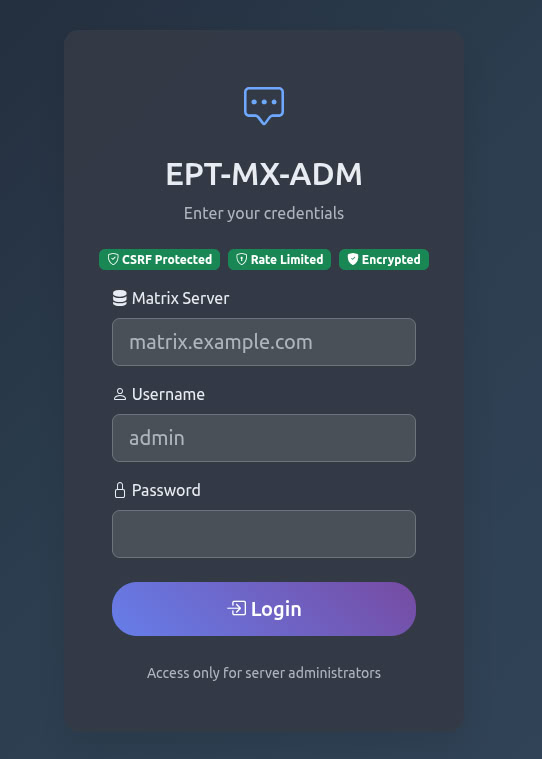 EPT-MX-ADM
Enter your credentials
CSRF Protected Rate Limited Encrypted
Matrix Server
matrix.example.com
Username
admin
Password
Login
Access only for server administrators